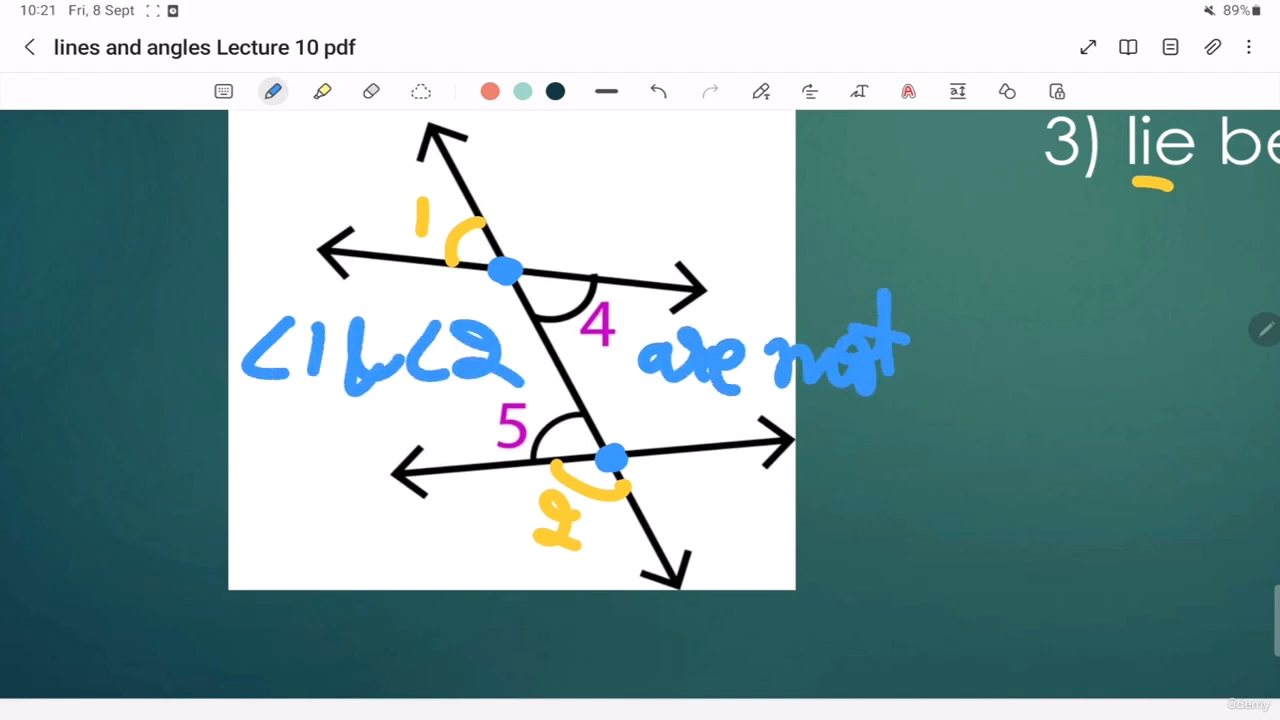 10:21 Fri, 8 Sept 89%
lines and angles Lecture 10 pdf
3) lie be
1
4
<1 & <2 are not
5
2
Udemy